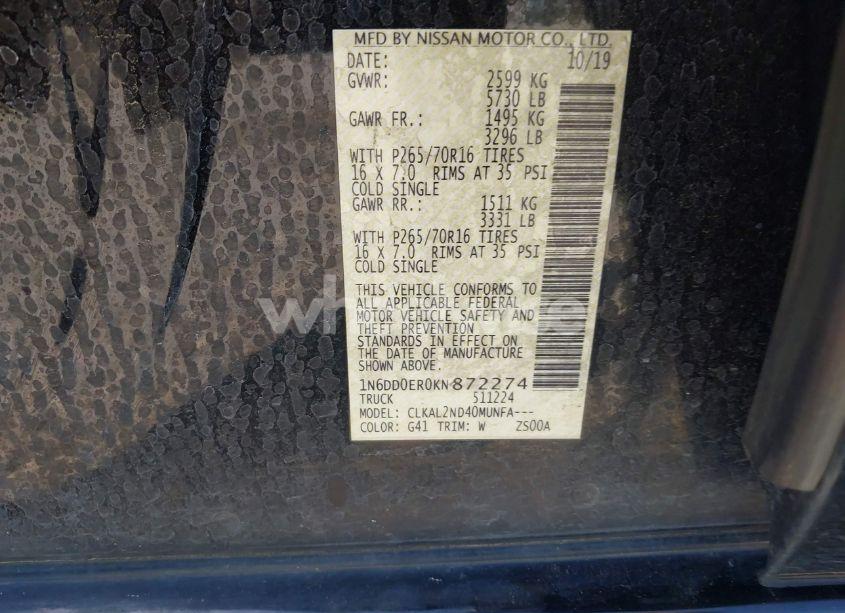 MFD BY NISSAN MOTOR CO., LTD.
DATE: 10/19
GVWR: 2599 KG
5730 LB
GAWR FR.: 1495 KG
3296 LB
WITH P265/70R16 TIRES
16 X 7.0 RIMS AT 35 PSI
COLD SINGLE
GAWR RR.: 1511 KG
3331 LB
WITH P265/70R16 TIRES
16 X 7.0 RIMS AT 35 PSI
COLD SINGLE
THIS VEHICLE CONFORMS TO
ALL APPLICABLE FEDERAL
MOTOR VEHICLE SAFETY AND
THEFT PREVENTION
STANDARDS IN EFFECT ON
THE DATE OF MANUFACTURE
SHOWN ABOVE.
1N6DD0ER0KN872274
TRUCK 511224
MODEL: CLKAL2ND40MUNFA---
COLOR: G41 TRIM: W ZS00A